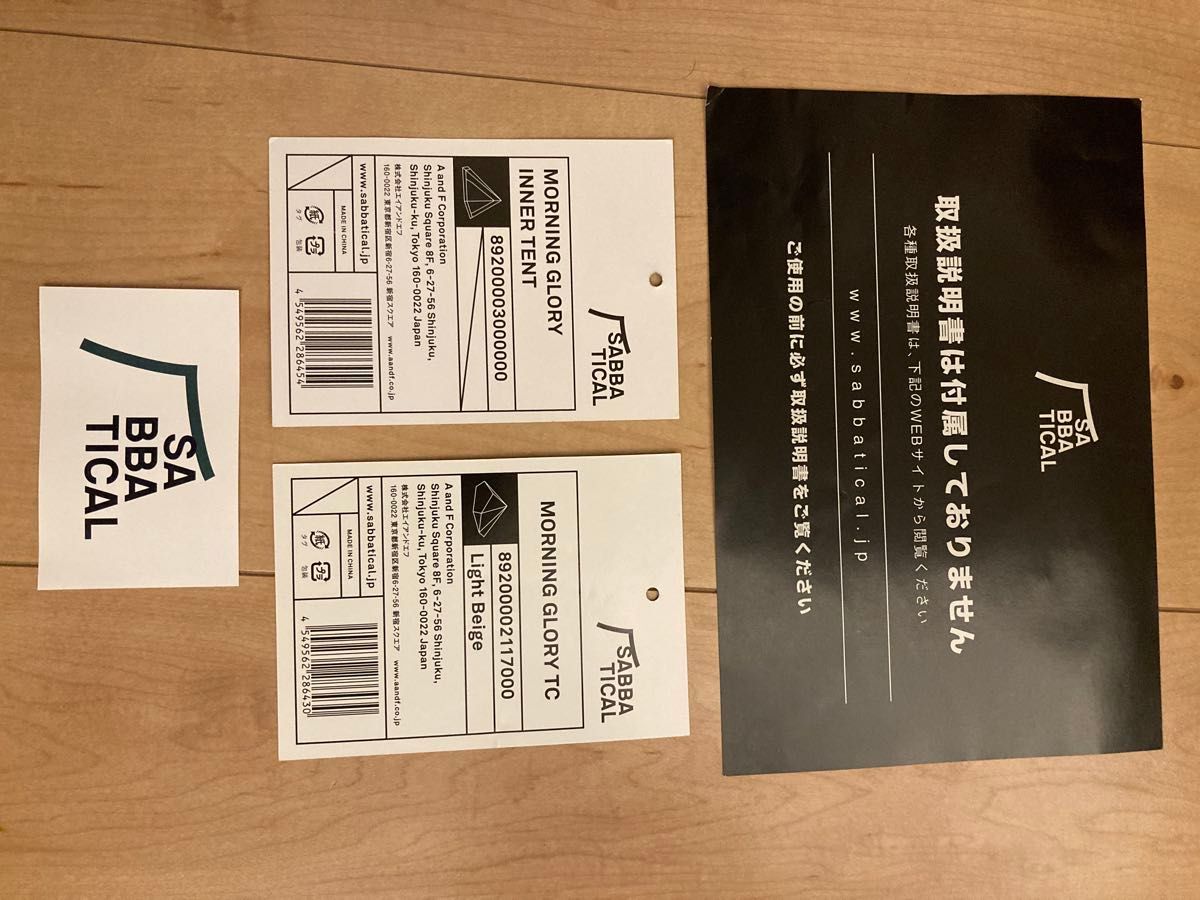 SA
BBA
TICAL
取扱説明書は付属しておりません
各種取扱説明書は、下記のWEBサイトから閲覧ください
www.sabbatical.jp
ご使用の前に必ず取扱説明書をご覧ください
SABBA
TICAL
MORNING GLORY
INNER TENT
89200003000000
A and F Corporation
Shinjuku Square 8F, 6-27-56 Shinjuku,
Shinjuku-ku, Tokyo 160-0022 Japan
株式会社エイアンドエフ
160-0022 東京都新宿区新宿6-27-56 新宿スクエア www.aandf.co.jp
www.sabbatical.jp
MADE IN CHINA
紙
タグ
プラ
包装
4 549562 286454
SABBA
TICAL
MORNING GLORY TC
89200002117000
Light Beige
A and F Corporation
Shinjuku Square 8F, 6-27-56 Shinjuku,
Shinjuku-ku, Tokyo 160-0022 Japan
株式会社エイアンドエフ
160-0022 東京都新宿区新宿6-27-56 新宿スクエア www.aandf.co.jp
www.sabbatical.jp
MADE IN CHINA
紙
タグ
プラ
包装
4 549562 286430
SA
BBA
TICAL